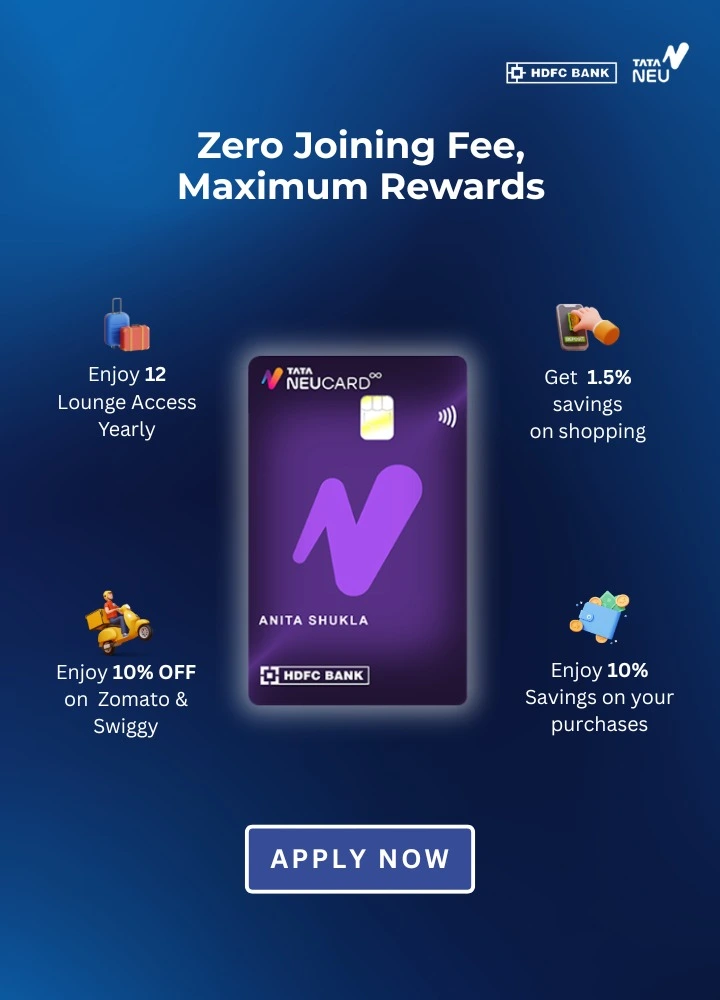 HDFC BANK
TATA
NEU
Zero Joining Fee,
Maximum Rewards
Enjoy 12
Lounge Access
Yearly
Get 1.5%
savings
on shopping
TATA
NEUCARD∞
ANITA SHUKLA
HDFC BANK
Enjoy 10% OFF
on Zomato &
Swiggy
Enjoy 10%
Savings on your
purchases
APPLY NOW